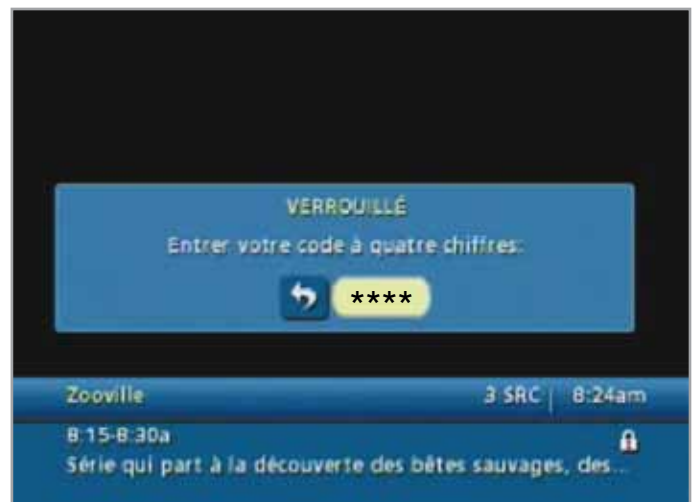 VERROUILLÉ
Entrer votre code à quatre chiffres:
****
Zooville 3 SRC 8:24am
8:15-8:30a
Série qui part à la découverte des bêtes sauvages, des...